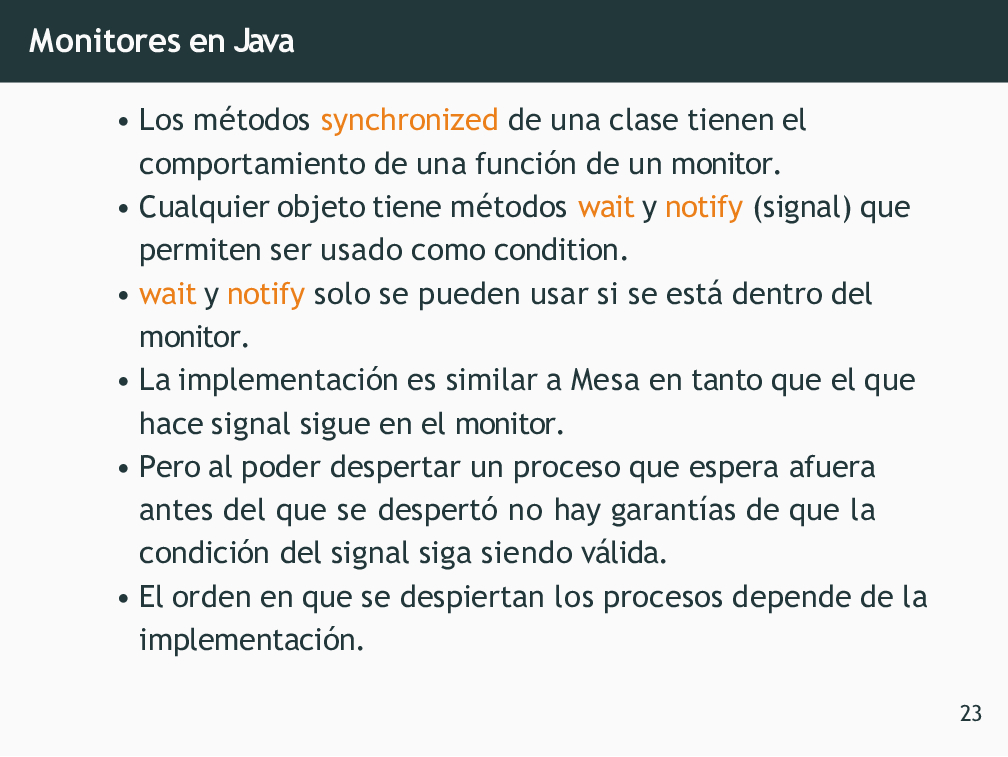 Monitores en Java
• Los métodos synchronized de una clase tienen el
comportamiento de una función de un monitor.
• Cualquier objeto tiene métodos wait y notify (signal) que
permiten ser usado como condition.
• wait y notify solo se pueden usar si se está dentro del
monitor.
• La implementación es similar a Mesa en tanto que el que
hace signal sigue en el monitor.
• Pero al poder despertar un proceso que espera afuera
antes del que se despertó no hay garantías de que la
condición del signal siga siendo válida.
• El orden en que se despiertan los procesos depende de la
implementación.
23